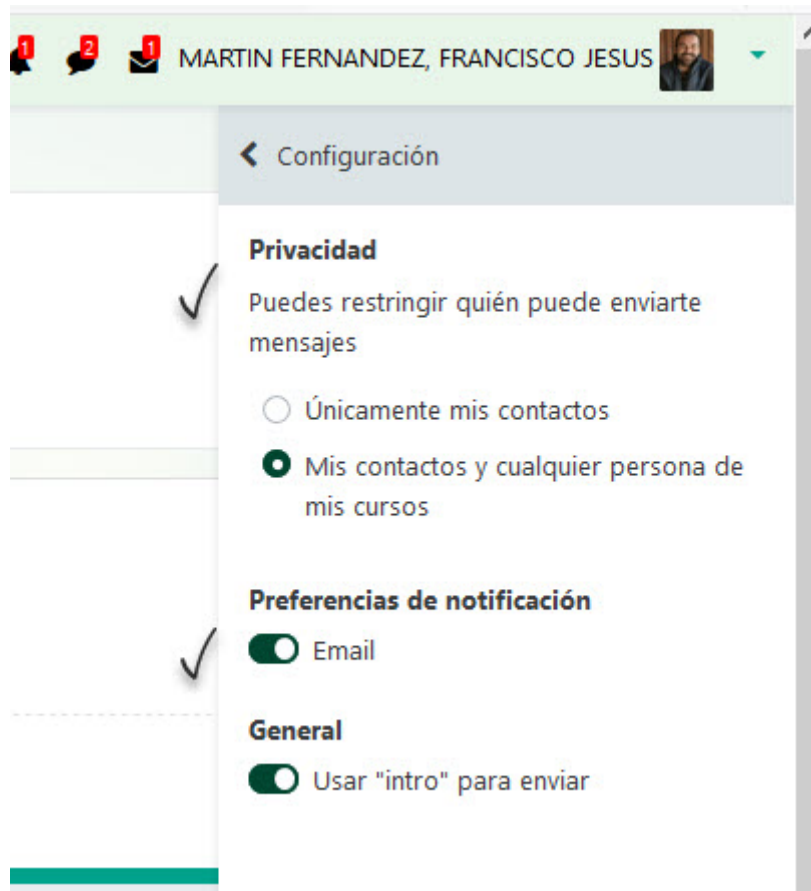 1 2 1 MARTIN FERNANDEZ, FRANCISCO JESUS
Configuración
Privacidad
Puedes restringir quién puede enviarte
mensajes
Únicamente mis contactos
Mis contactos y cualquier persona de
mis cursos
Preferencias de notificación
Email
General
Usar "intro" para enviar